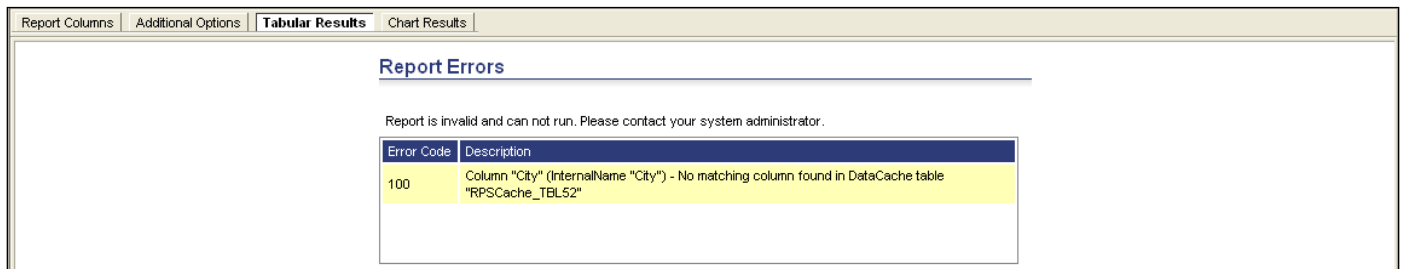 Report Columns Additional Options Tabular Results Chart Results
Report Errors
Report is invalid and can not run. Please contact your system administrator.
Error Code Description
100 Column "City" (InternalName "City") - No matching column found in DataCache table
"RPSCache_TBL52"